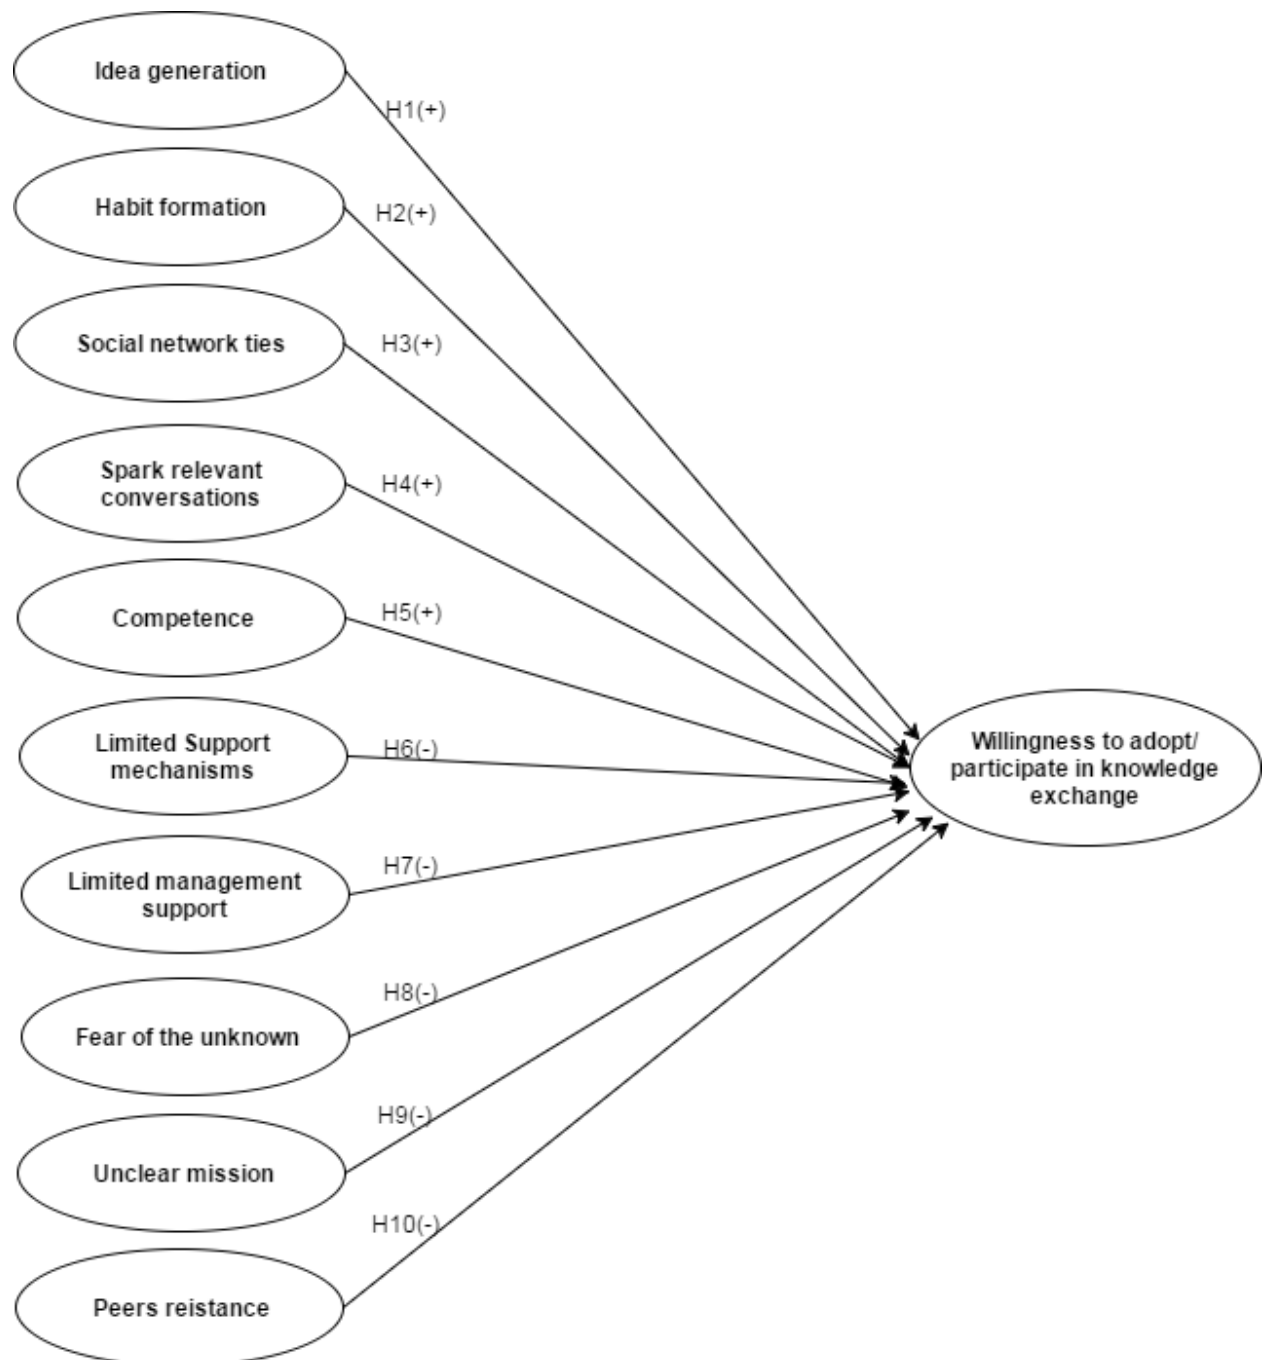 Idea generation
H1(+)
Habit formation
H2(+)
Social network ties
H3(+)
Spark relevant
conversations
H4(+)
Competence
H5(+)
Limited Support
mechanisms
H6(-)
Willingness to adopt/
participate in knowledge
exchange
Limited management
support
H7(-)
Fear of the unknown
H8(-)
Unclear mission
H9(-)
Peers reistance
H10(-)